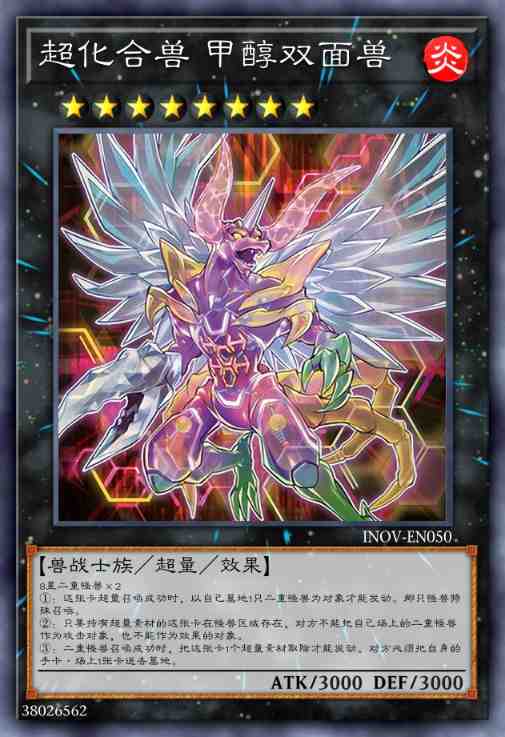 超化合兽 甲醇双面兽
炎
INOV-EN050
【兽战士族／超量／效果】
8星二重怪兽×2
①：这张卡超量召唤成功时，以自己墓地1只二重怪兽为对象才能发动。那只怪兽特
殊召唤。
②：只要持有超量素材的这张卡在怪兽区域存在，对方不能把自己场上的二重怪兽
作为攻击对象，也不能作为效果的对象。
③：二重怪兽召唤成功时，把这张卡1个超量素材取除才能发动。对方必须把自身的
手卡·场上1张卡送去墓地。
ATK/3000 DEF/3000
38026562